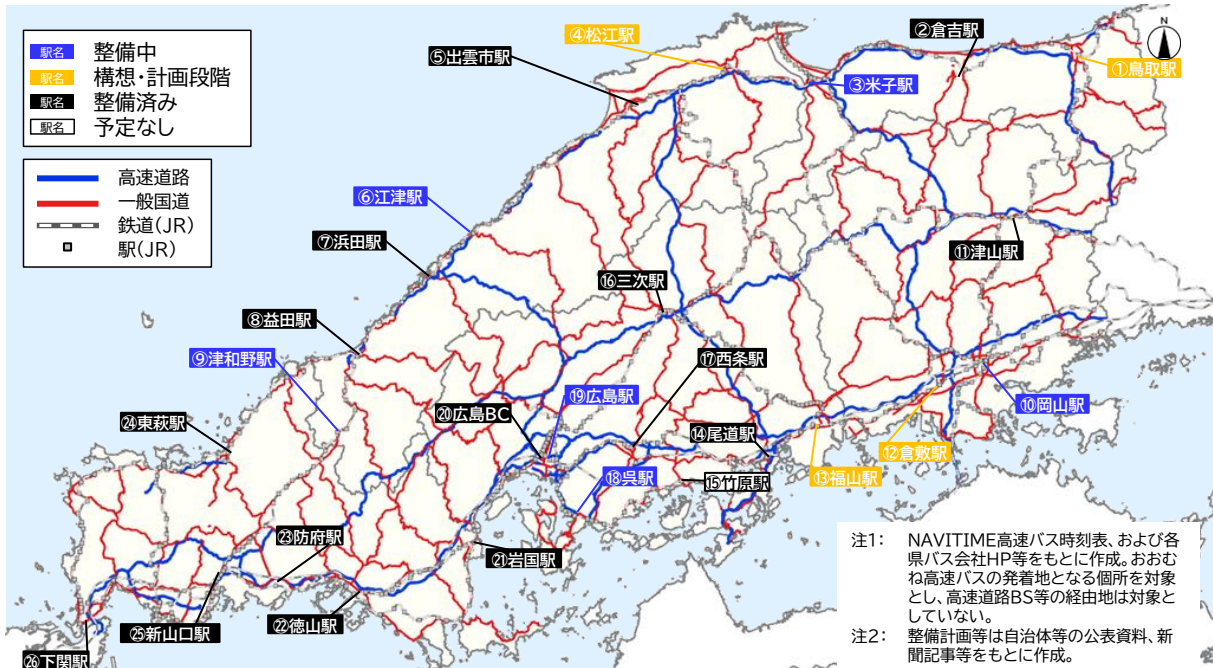 駅名 整備中
駅名 構想・計画段階
駅名 整備済み
駅名 予定なし
高速道路
一般国道
鉄道(JR)
駅(JR)
N
①鳥取駅
②倉吉駅
③米子駅
④松江駅
⑤出雲市駅
⑥江津駅
⑦浜田駅
⑧益田駅
⑨津和野駅
⑩岡山駅
⑪津山駅
⑫倉敷駅
⑬福山駅
⑭尾道駅
⑮竹原駅
⑯三次駅
⑰西条駅
⑱呉駅
⑲広島駅
⑳広島BC
㉑岩国駅
㉒徳山駅
㉓防府駅
㉔東萩駅
㉕新山口駅
㉖下関駅
注1: NAVITIME高速バス時刻表、および各
県バス会社HP等をもとに作成。おおむ
ね高速バスの発着地となる個所を対象
とし、高速道路BS等の経由地は対象と
していない。
注2: 整備計画等は自治体等の公表資料、新
聞記事等をもとに作成。